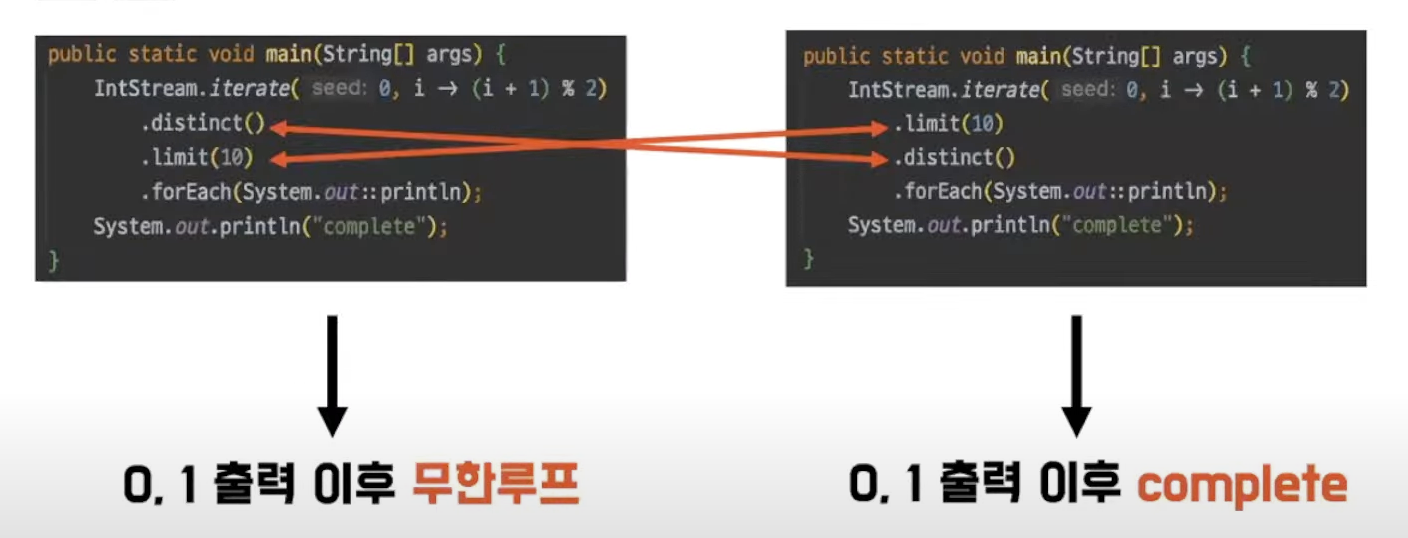 public static void main(String[] args) {
IntStream.iterate( seed: 0, i → (i + 1) % 2)
.distinct()
.limit(10)
.forEach(System.out::println);
System.out.println("complete");
}
public static void main(String[] args) {
IntStream.iterate( seed: 0, i → (i + 1) % 2)
.limit(10)
.distinct()
.forEach(System.out::println);
System.out.println("complete");
}
0, 1 출력 이후 무한루프
0, 1 출력 이후 complete